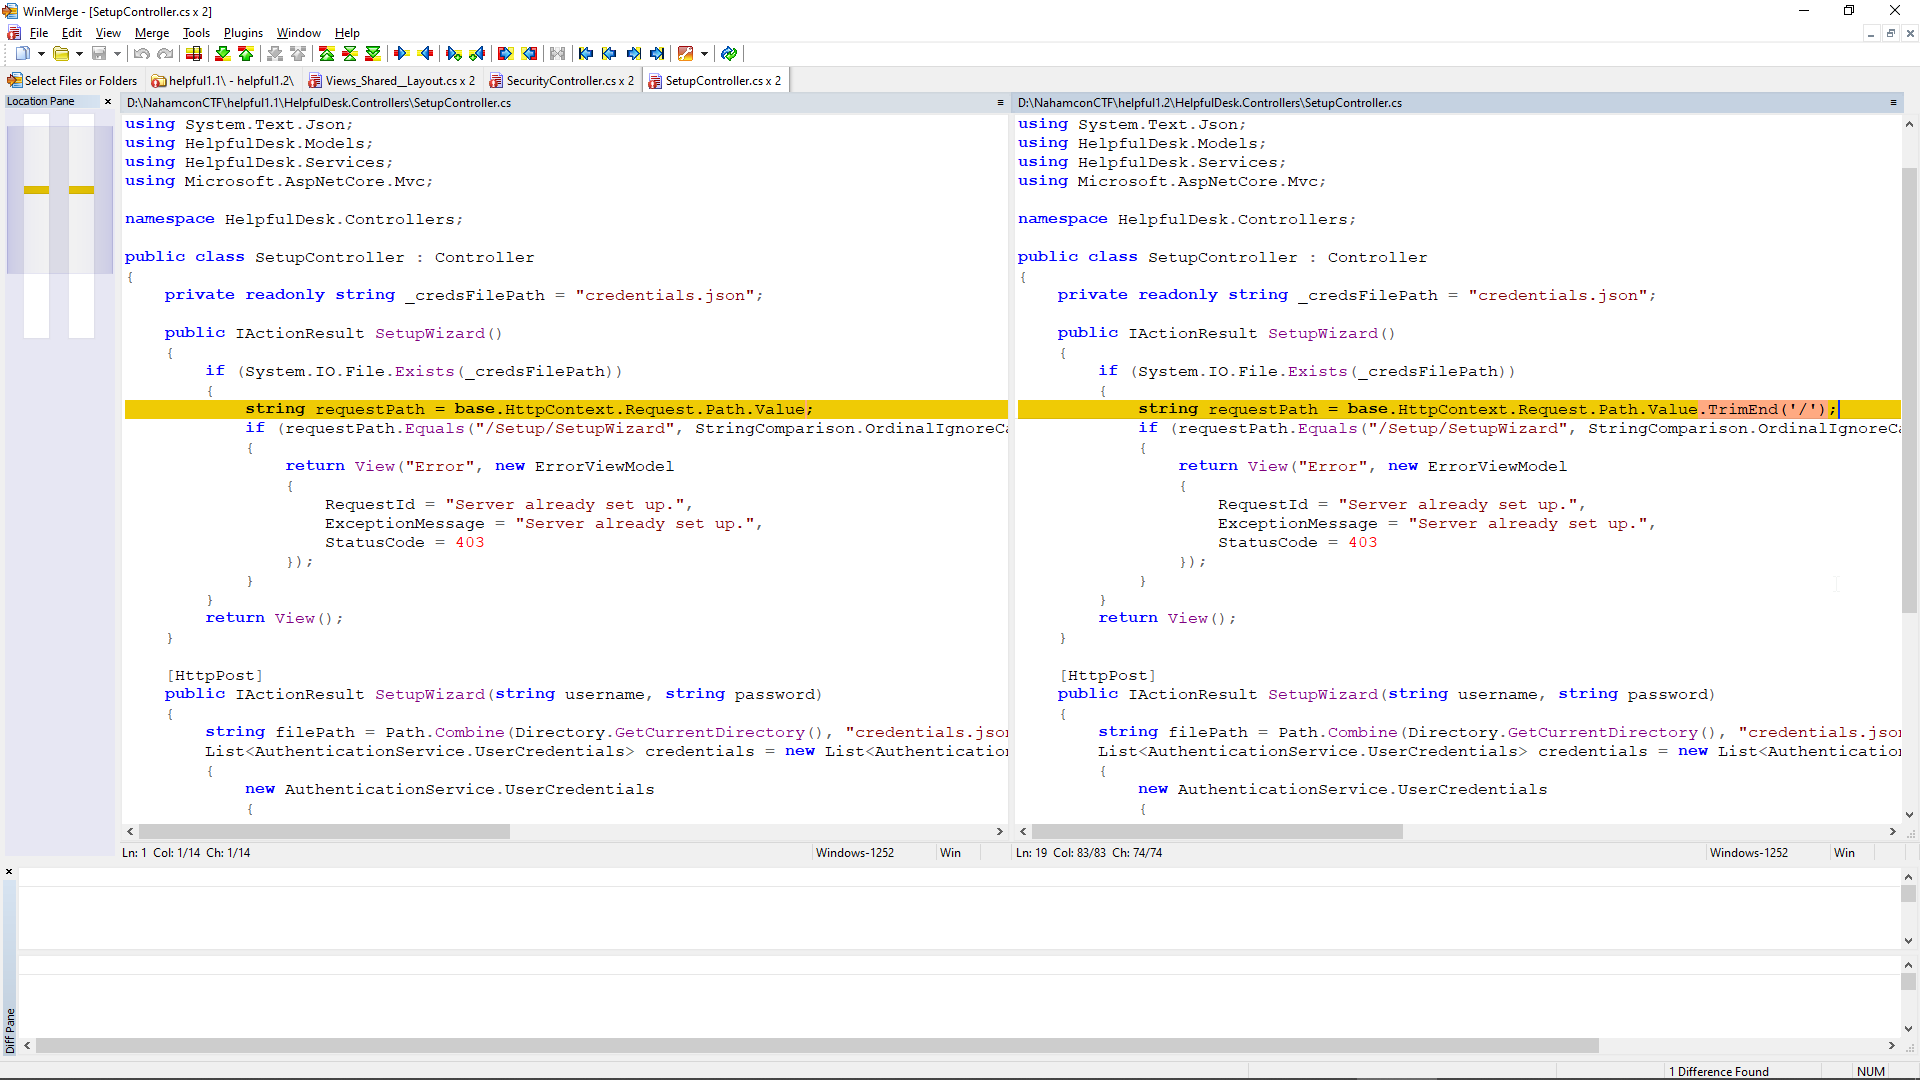 WinMerge - [SetupController.cs x 2]
File Edit View Merge Tools Plugins Window Help
Select Files or Folders helpful1.1\ - helpful1.2\ Views_Shared__Layout.cs x 2 SecurityController.cs x 2 SetupController.cs x 2
Location Pane
D:\NahamconCTF\helpful1.1\HelpfulDesk.Controllers\SetupController.cs
using System.Text.Json;
using HelpfulDesk.Models;
using HelpfulDesk.Services;
using Microsoft.AspNetCore.Mvc;
namespace HelpfulDesk.Controllers;
public class SetupController : Controller
{
private readonly string _credsFilePath = "credentials.json";
public IActionResult SetupWizard()
{
if (System.IO.File.Exists(_credsFilePath))
{
string requestPath = base.HttpContext.Request.Path.Value;
if (requestPath.Equals("/Setup/SetupWizard", StringComparison.OrdinalIgnoreCa
{
return View("Error", new ErrorViewModel
{
RequestId = "Server already set up.",
ExceptionMessage = "Server already set up.",
StatusCode = 403
});
}
}
return View();
}
[HttpPost]
public IActionResult SetupWizard(string username, string password)
{
string filePath = Path.Combine(Directory.GetCurrentDirectory(), "credentials.json
List<AuthenticationService.UserCredentials> credentials = new List<Authentication
{
new AuthenticationService.UserCredentials
{
Ln: 1 Col: 1/14 Ch: 1/14
Windows-1252
Win
D:\NahamconCTF\helpful1.2\HelpfulDesk.Controllers\SetupController.cs
using System.Text.Json;
using HelpfulDesk.Models;
using HelpfulDesk.Services;
using Microsoft.AspNetCore.Mvc;
namespace HelpfulDesk.Controllers;
public class SetupController : Controller
{
private readonly string _credsFilePath = "credentials.json";
public IActionResult SetupWizard()
{
if (System.IO.File.Exists(_credsFilePath))
{
string requestPath = base.HttpContext.Request.Path.Value.TrimEnd('/');
if (requestPath.Equals("/Setup/SetupWizard", StringComparison.OrdinalIgnoreCa
{
return View("Error", new ErrorViewModel
{
RequestId = "Server already set up.",
ExceptionMessage = "Server already set up.",
StatusCode = 403
});
}
}
return View();
}
[HttpPost]
public IActionResult SetupWizard(string username, string password)
{
string filePath = Path.Combine(Directory.GetCurrentDirectory(), "credentials.json
List<AuthenticationService.UserCredentials> credentials = new List<Authentication
{
new AuthenticationService.UserCredentials
{
Ln: 19 Col: 83/83 Ch: 74/74
Windows-1252
Win
Diff Pane
1 Difference Found
NUM